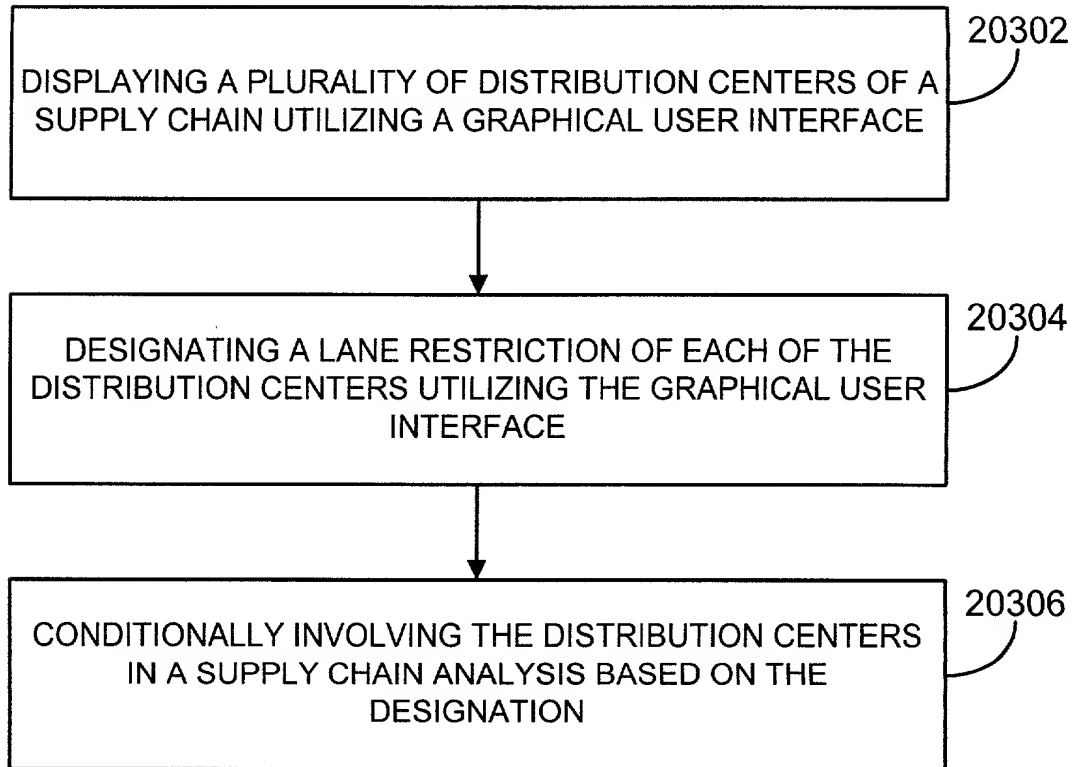 20302
DISPLAYING A PLURALITY OF DISTRIBUTION CENTERS OF A
SUPPLY CHAIN UTILIZING A GRAPHICAL USER INTERFACE
20304
DESIGNATING A LANE RESTRICTION OF EACH OF THE
DISTRIBUTION CENTERS UTILIZING THE GRAPHICAL USER
INTERFACE
20306
CONDITIONALLY INVOLVING THE DISTRIBUTION CENTERS
IN A SUPPLY CHAIN ANALYSIS BASED ON THE
DESIGNATION